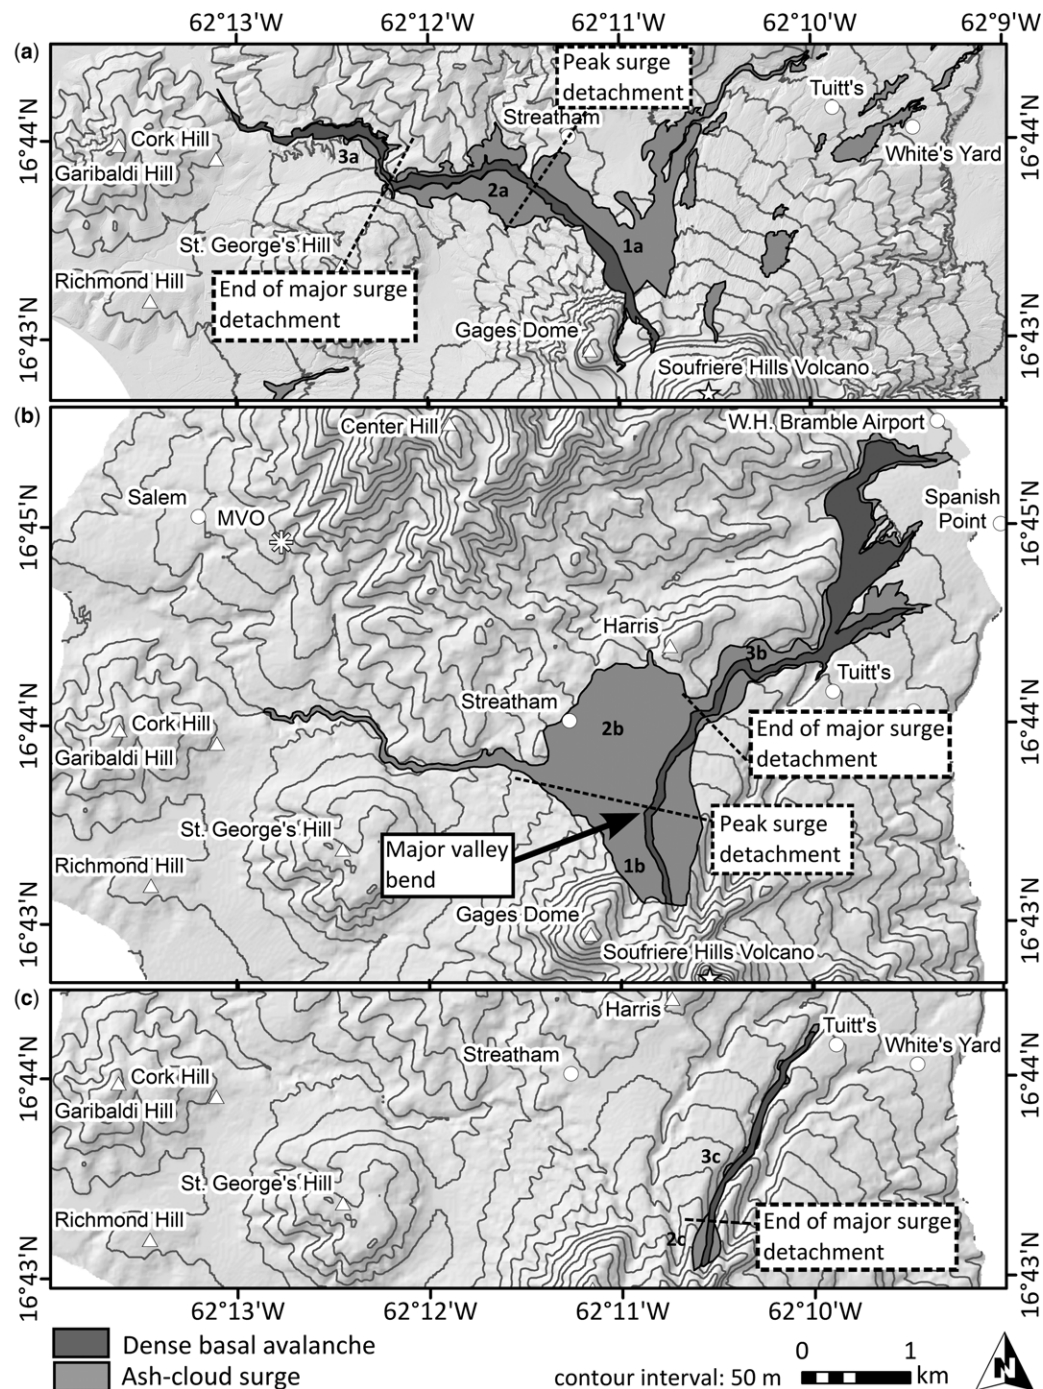 62°13'W 62°12'W 62°11'W 62°10'W 62°9'W
(a)
Peak surge
detachment
Tuitt's
Streatham
16°44'N
16°44'N
Cork Hill
3a
White's Yard
Garibaldi Hill
2a
St. George's Hill
1a
Richmond Hill
End of major surge
detachment
Gages Dome
16°43'N
16°43'N
Soufriere Hills Volcano
(b)
Center Hill
W.H. Bramble Airport
Salem
MVO
Spanish
Point
16°45'N
16°45'N
Harris
3b
Tuitt's
Streatham
2b
16°44'N
16°44'N
Cork Hill
End of major surge
detachment
Garibaldi Hill
St. George's Hill
Peak surge
detachment
Major valley
bend
1b
Richmond Hill
Gages Dome
16°43'N
16°43'N
Soufriere Hills Volcano
(c)
Harris
Tuitt's
Streatham
White's Yard
16°44'N
16°44'N
Cork Hill
Garibaldi Hill
3c
St. George's Hill
Richmond Hill
2c
End of major surge
detachment
16°43'N
16°43'N
62°13'W 62°12'W 62°11'W 62°10'W
Dense basal avalanche
Ash-cloud surge
contour interval: 50 m
0 1
km
N